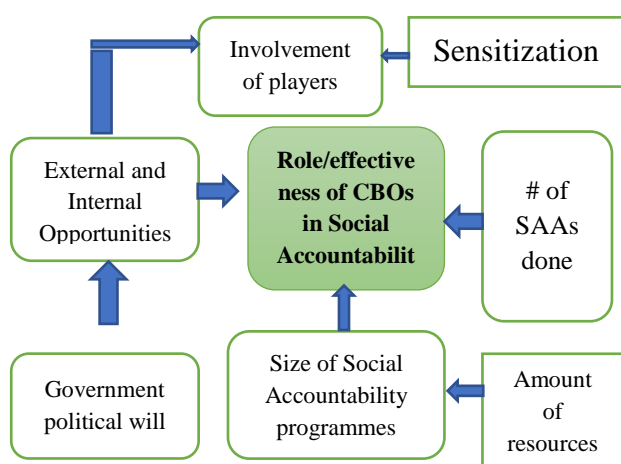 Involvement
of players
Sensitization
External and
Internal
Opportunities
Role/effective
ness of CBOs
in Social
Accountabilit
# of
SAAs
done
Government
political will
Size of Social
Accountability
programmes
Amount
of
resources